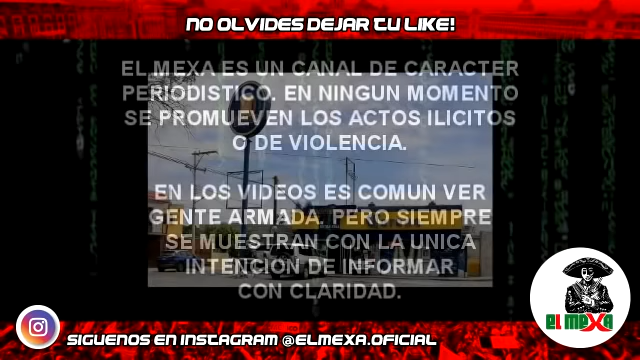 NO OLVIDES DEJAR TU LIKE!
EL MEXA ES UN CANAL DE CARACTER
PERIODISTICO. EN NINGUN MOMENTO
SE PROMUEVEN LOS ACTOS ILICITOS
O DE VIOLENCIA.
EN LOS VIDEOS ES COMUN VER
GENTE ARMADA. PERO SIEMPRE
SE MUESTRAN CON LA UNICA
INTENCION DE INFORMAR
CON CLARIDAD.
EL MEXA
SIGUENOS EN INSTAGRAM @ELMEXA.OFICIAL